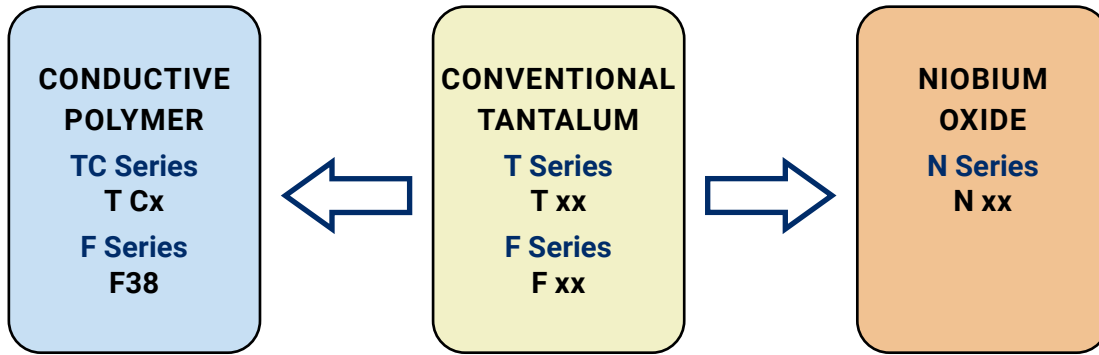 CONDUCTIVE
POLYMER
TC Series
T Cx
F Series
F38
CONVENTIONAL
TANTALUM
T Series
T xx
F Series
F xx
NIOBIUM
OXIDE
N Series
N xx